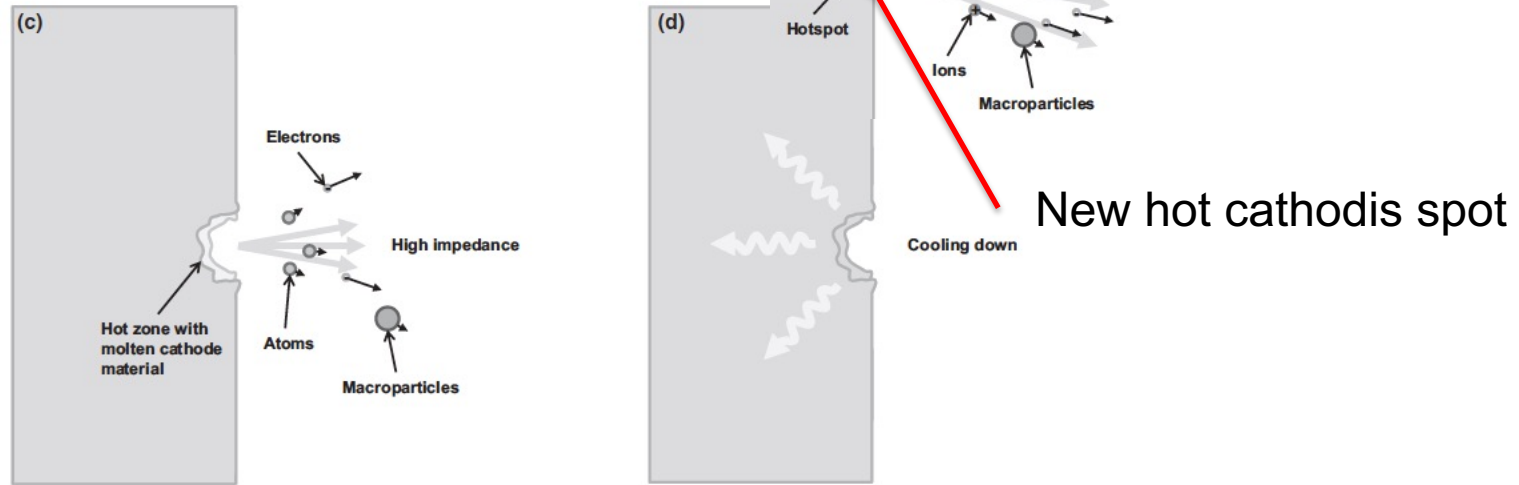 (c)
Electrons
High impedance
Hot zone with
molten cathode
material
Atoms
Macroparticles
(d)
Hotspot
Ions
Macroparticles
New hot cathodis spot
Cooling down